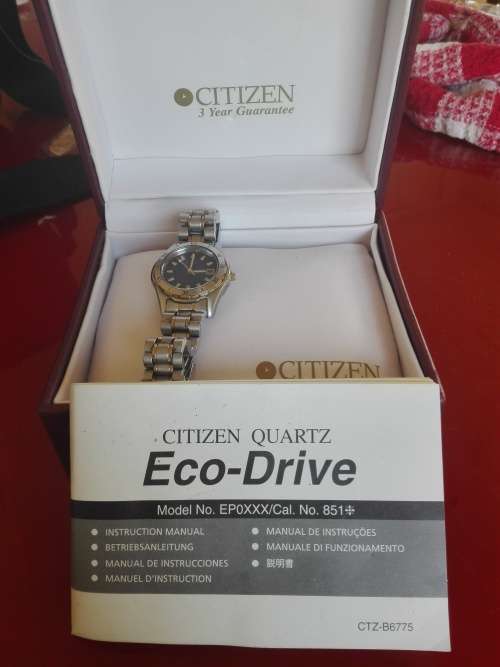 CITIZEN
3 Year Guarantee
CITIZEN
CITIZEN QUARTZ
Eco-Drive
Model No. EP0XXX/Cal. No. 851⁜
● INSTRUCTION MANUAL
● BETRIEBSANLEITUNG
● MANUAL DE INSTRUCCIONES
● MANUEL D'INSTRUCTION
● MANUAL DE INSTRUÇÕES
● MANUALE DI FUNZIONAMENTO
● 説明書
CTZ-B6775